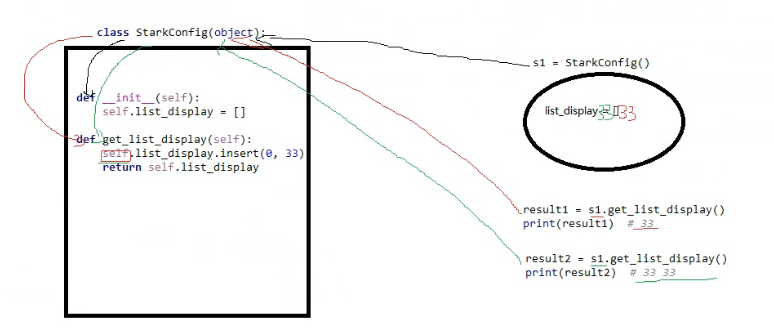 class StarkConfig(object):
def __init__(self):
self.list_display = []
def get_list_display(self):
self.list_display.insert(0, 33)
return self.list_display
s1 = StarkConfig()
list_display = [] 33 33
result1 = s1.get_list_display()
print(result1) # 33
result2 = s1.get_list_display()
print(result2) # 33 33